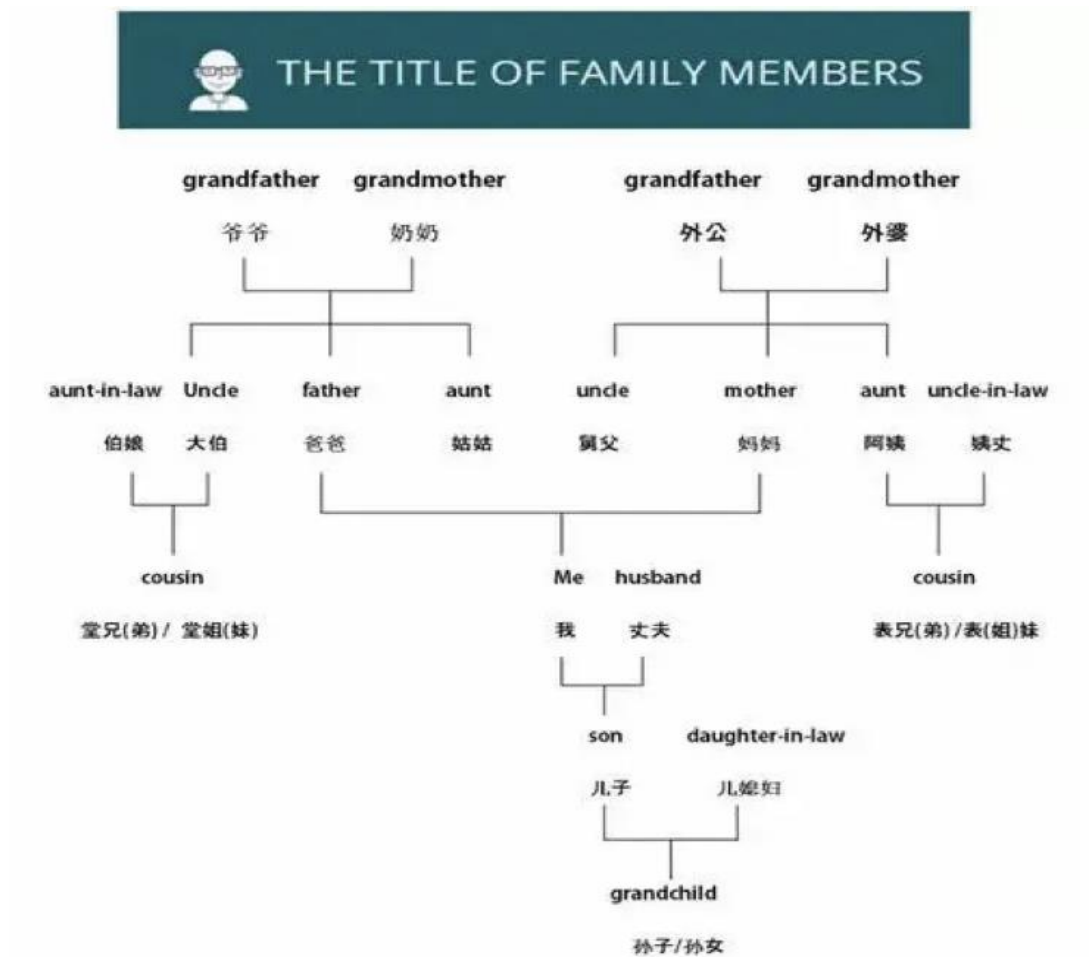 THE TITLE OF FAMILY MEMBERS
grandfather grandmother grandfather grandmother
爷爷 奶奶 外公 外婆
aunt-in-law Uncle father aunt uncle mother aunt uncle-in-law
伯娘 大伯 爸爸 姑姑 舅父 妈妈 阿姨 姨丈
cousin Me husband cousin
堂兄(弟) / 堂姐(妹) 我 丈夫 表兄(弟) /表(姐)妹
son daughter-in-law
儿子 儿媳妇
grandchild
孙子/孙女